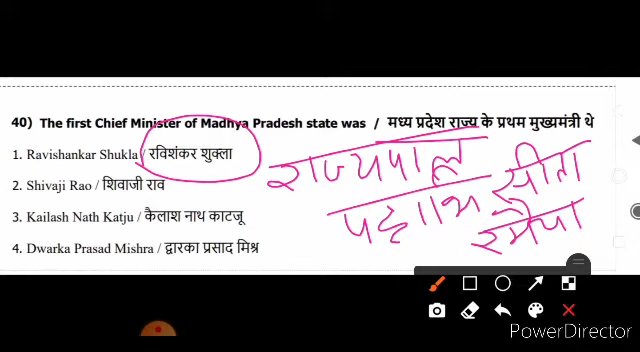 40) The first Chief Minister of Madhya Pradesh state was / मध्य प्रदेश राज्य के प्रथम मुख्यमंत्री थे
1. Ravishankar Shukla / रविशंकर शुक्ला
2. Shivaji Rao / शिवाजी राव
3. Kailash Nath Katju / कैलाश नाथ काटजू
4. Dwarka Prasad Mishra / द्वारका प्रसाद मिश्र
राज्यपाल
सीता
रमैया
PowerDirector